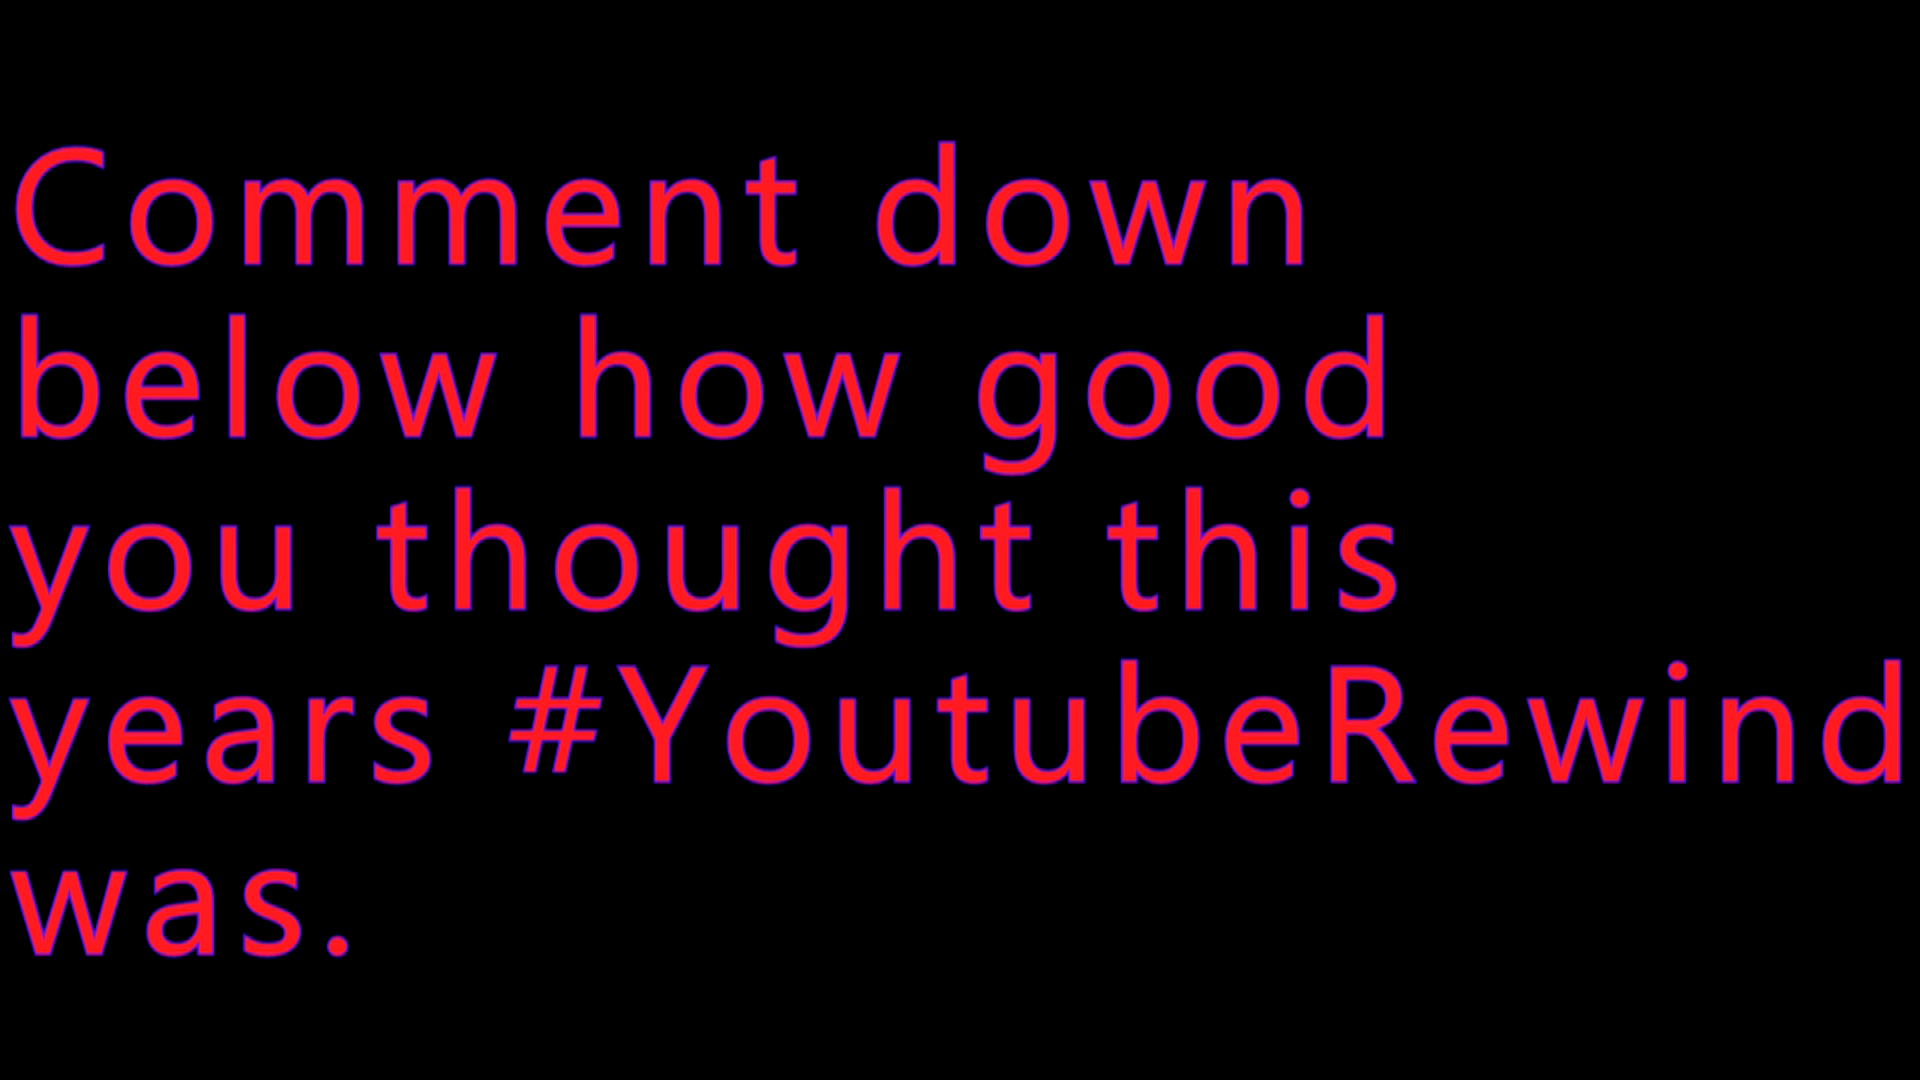 Comment down
below how good
you thought this
years #YoutubeRewind
was.